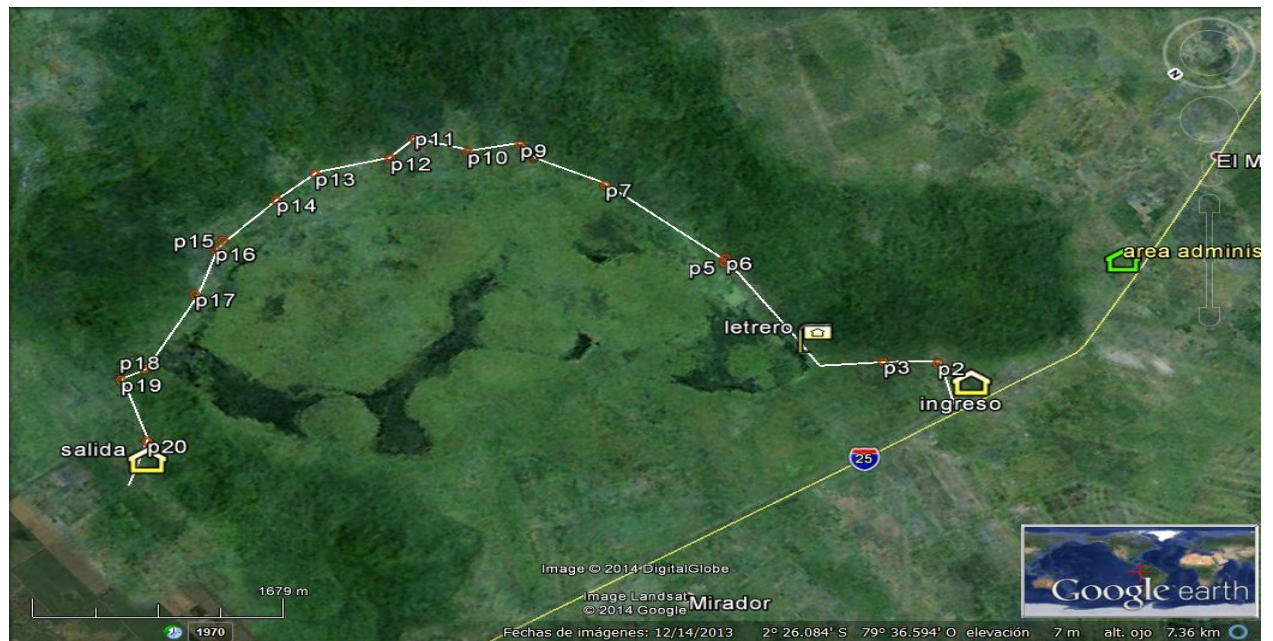 N
p11
p9
p10
p12
p13
p7
El M
p14
p15
p16
area adminis
p5
p6
p17
letrero
p18
p3
p2
p19
ingreso
p20
salida
25
Image © 2014 DigitalGlobe
1679 m
Image Landsat
© 2014 Google
Mirador
Google earth
1970
Fechas de imágenes: 12/14/2013 2° 26.084' S 79° 36.594' O elevación 7 m alt. ojo 7.36 km